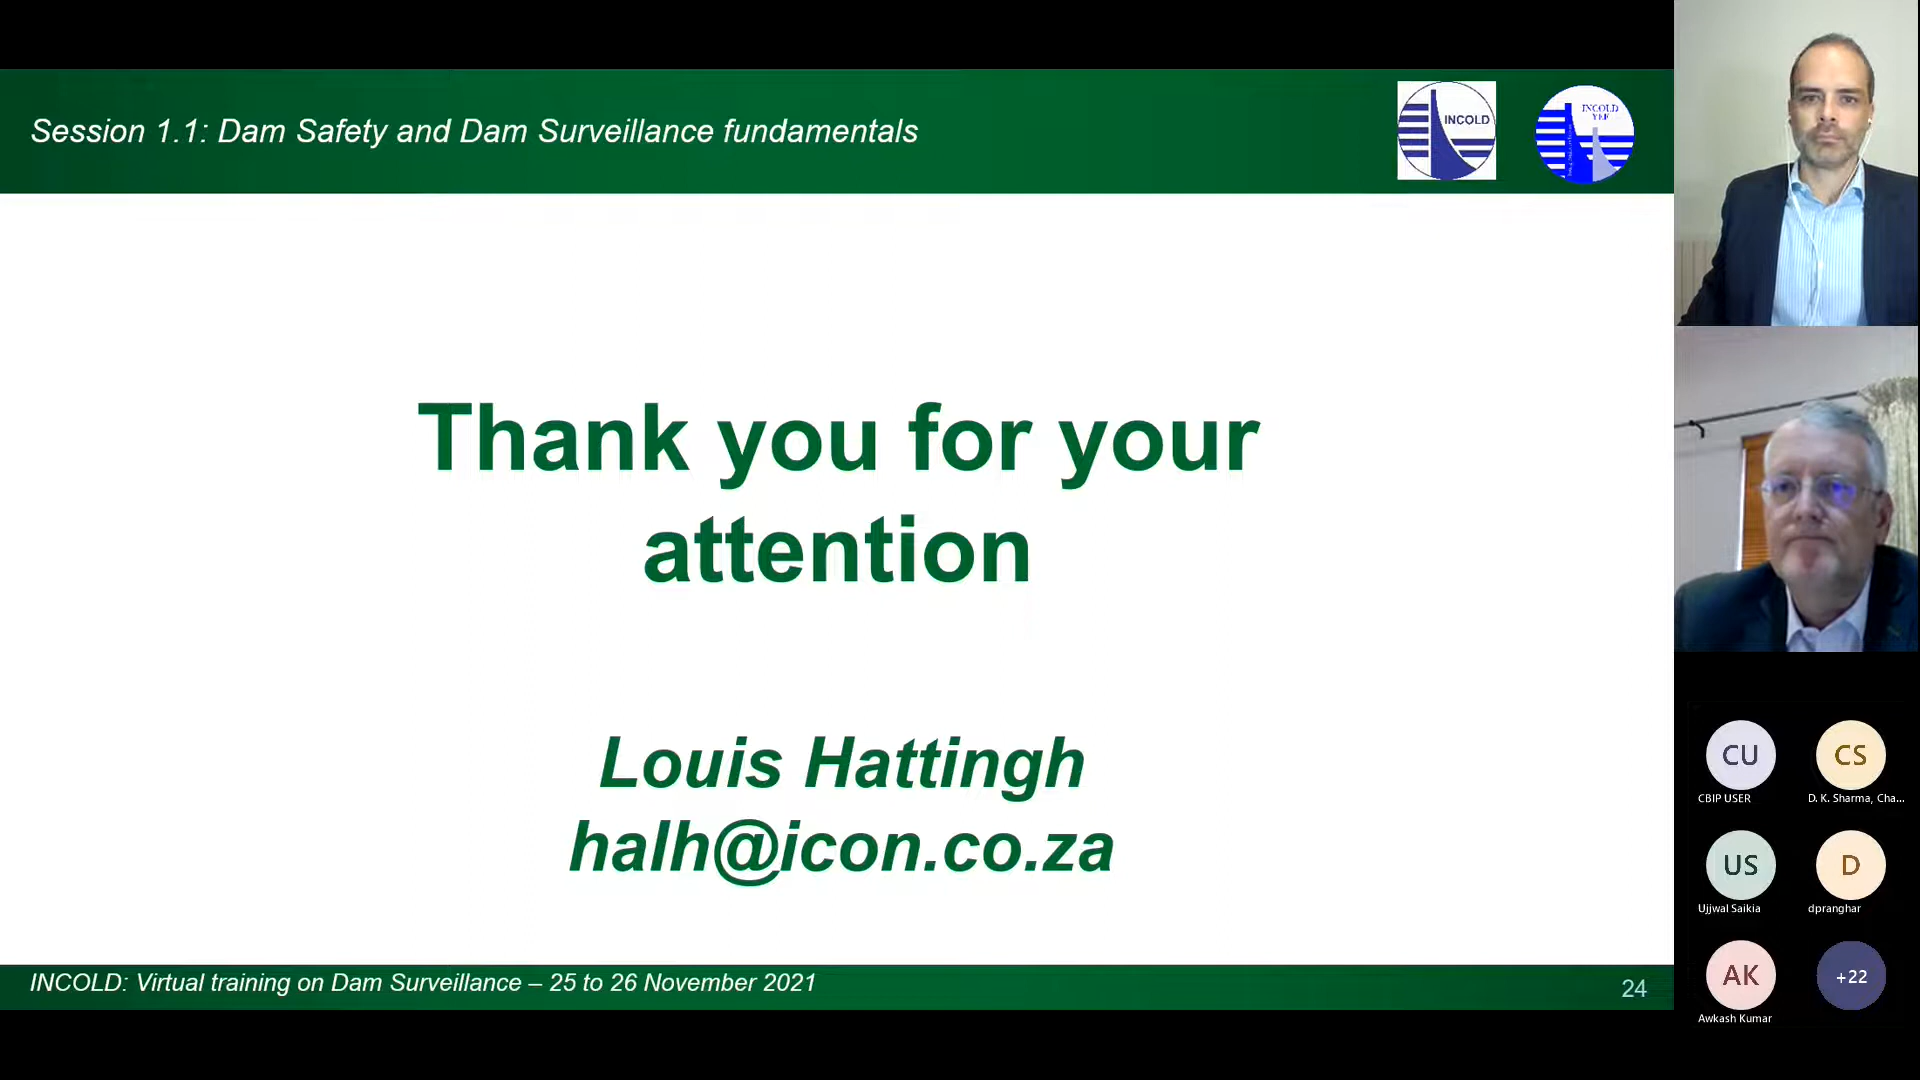 Session 1.1: Dam Safety and Dam Surveillance fundamentals
INCOLD
INCOLD
YEF
Thank you for your
attention
Louis Hattingh
halh@icon.co.za
INCOLD: Virtual training on Dam Surveillance – 25 to 26 November 2021
24
CU
CBIP USER
CS
D. K. Sharma, Cha...
US
Ujjwal Saikia
D
dpranghar
AK
Awkash Kumar
+22